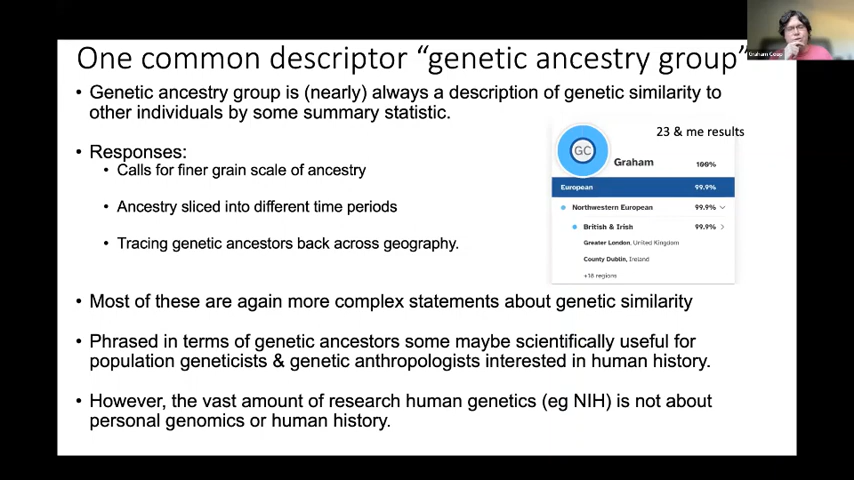 One common descriptor "genetic ancestry group"
Graham Coop
• Genetic ancestry group is (nearly) always a description of genetic similarity to
other individuals by some summary statistic.
23 & me results
GC
Graham 100%
European 99.9%
Northwestern European 99.9%
British & Irish 99.9%
Greater London, United Kingdom
County Dublin, Ireland
+18 regions
• Responses:
• Calls for finer grain scale of ancestry
• Ancestry sliced into different time periods
• Tracing genetic ancestors back across geography.
• Most of these are again more complex statements about genetic similarity
• Phrased in terms of genetic ancestors some maybe scientifically useful for
population geneticists & genetic anthropologists interested in human history.
• However, the vast amount of research human genetics (eg NIH) is not about
personal genomics or human history.